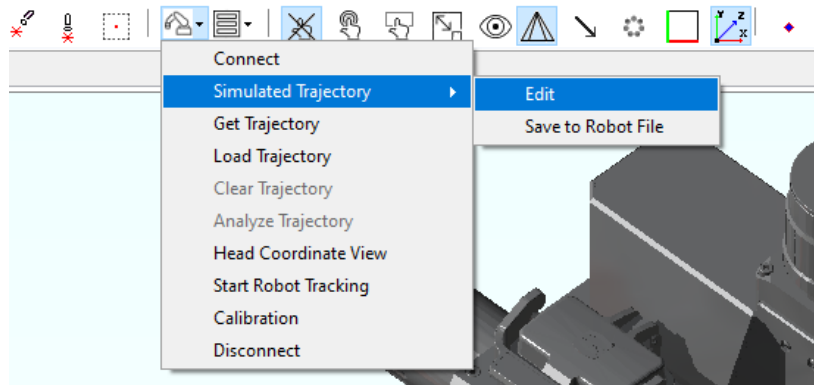 Y Z
X
Connect
Simulated Trajectory
Edit
Get Trajectory
Save to Robot File
Load Trajectory
Clear Trajectory
Analyze Trajectory
Head Coordinate View
Start Robot Tracking
Calibration
Disconnect